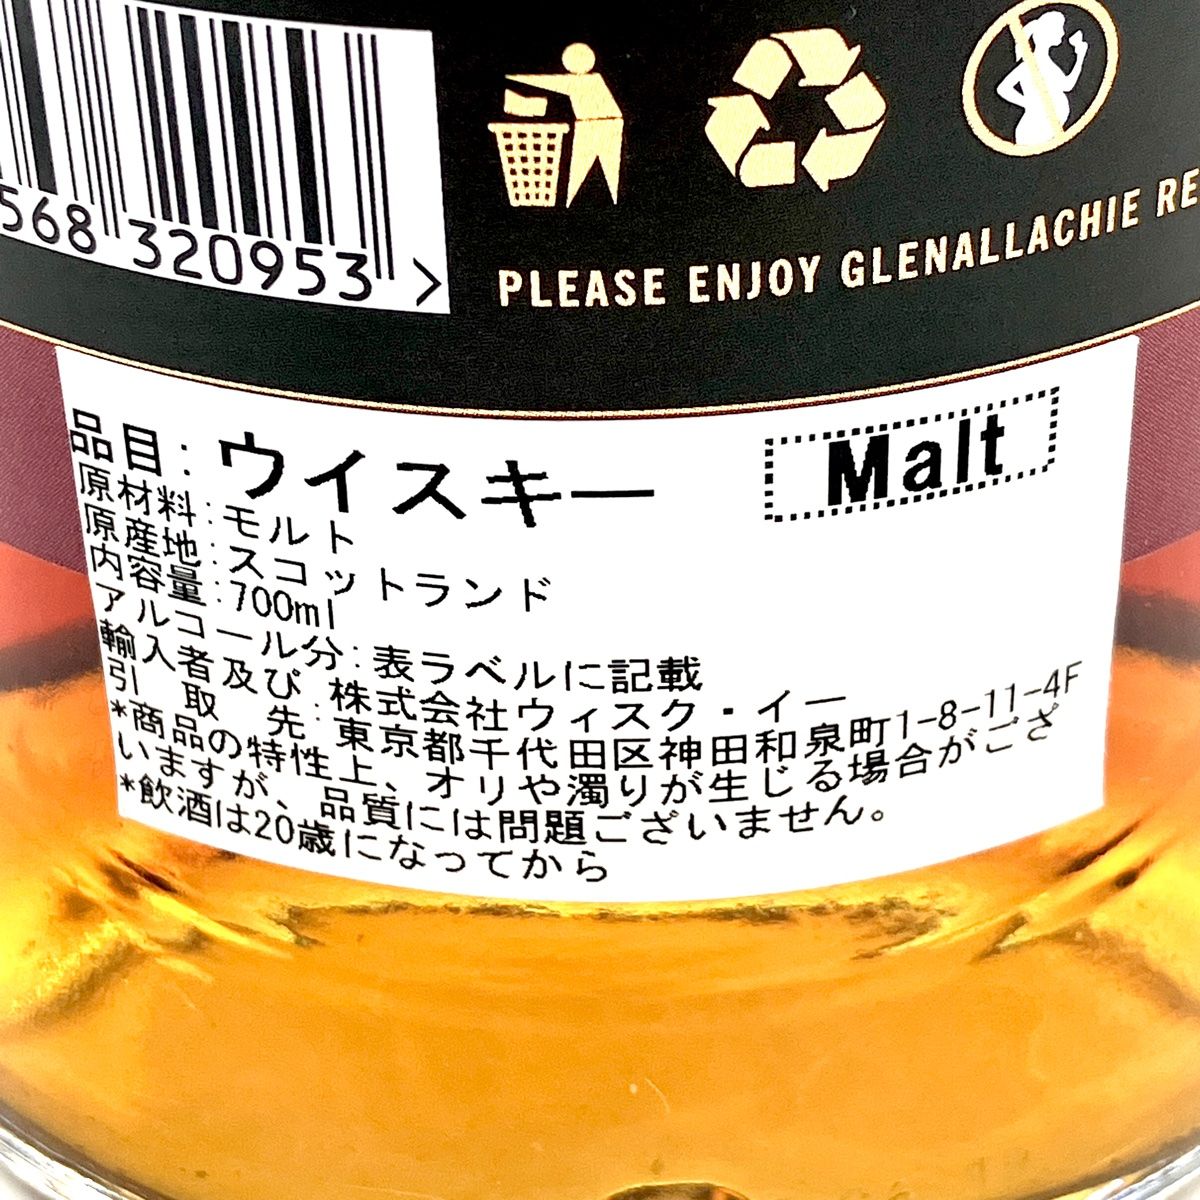 568 320953 >
PLEASE ENJOY GLENALLACHIE RE
品目:ウイスキー
Malt
原材料:モルト
原産地:スコットランド
内容量:700ml
アルコール分:表ラベルに記載
輸入者及び 株式会社ウィスク・イー
引 取 先:東京都千代田区神田和泉町1-8-11-4F
*商品の特性上、オリや濁りが生じる場合がござ
いますが、品質には問題ございません。
*飲酒は20歳になってから